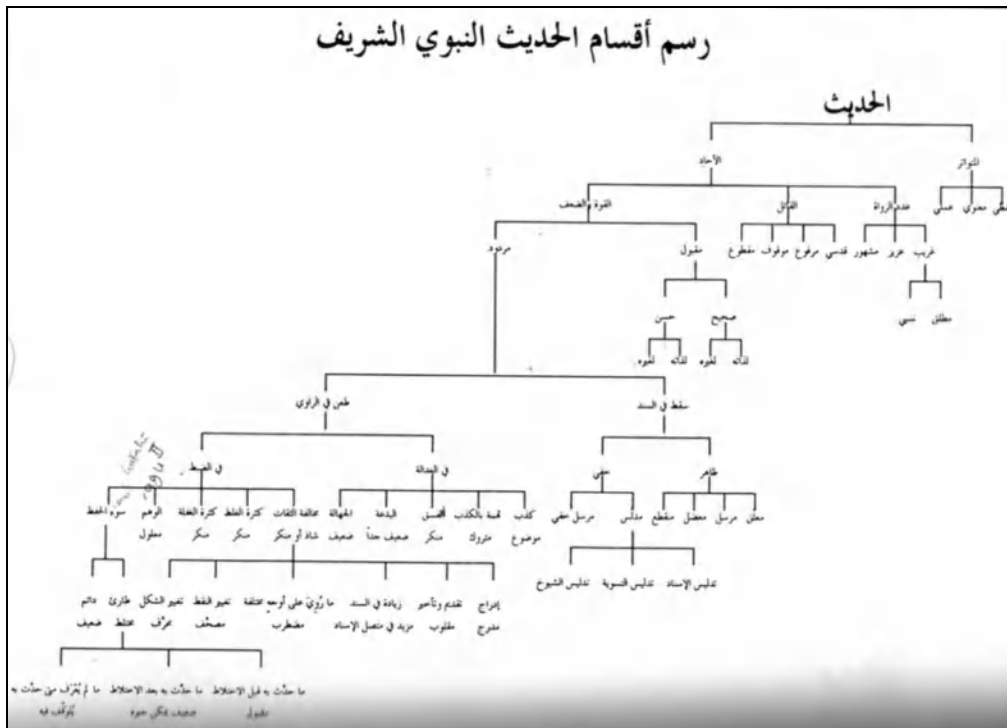 رسم أقسام الحديث النبوي الشريف
الحديث
المتواتر الآحاد
معنوي عملي عدد الرواة القائل القوة والضعف
غريب عزيز مشهور قدسي مرفوع موقوف مقطوع مقبول مردود
مطلق نسبي صحيح حسن
لذاته لغيره لذاته لغيره
سقط في السند طعن في الراوي
ظاهر خفي في العدالة في الضبط
معلق مرسل معضل منقطع مدلس مرسل خفي كذب تهمة بالكذب الفسق البدعة الجهالة مخالفة الثقات كثرة الغلط كثرة الغفلة الوهم سوء الحفظ
موضوع متروك منكر ضعيف جداً ضعيف شاذ أو منكر منكر منكر معلول
تدليس الإسناد تدليس التسوية تدليس الشيوخ
إدراج تقديم وتأخير زيادة في السند ما رُوِيَ على أوجهٍ مختلفة تغيير النقط تغيير الشكل طارئ دائم
مدرج مقلوب مزيد في متصل الإسناد مضطرب مصحّف محرّف مختلط ضعيف
ما حدّث به قبل الاختلاط ما حدّث به بعد الاختلاط ما لم يُعْرَف متى حدّث به
مقبول ضعيف يُتوقّف فيه